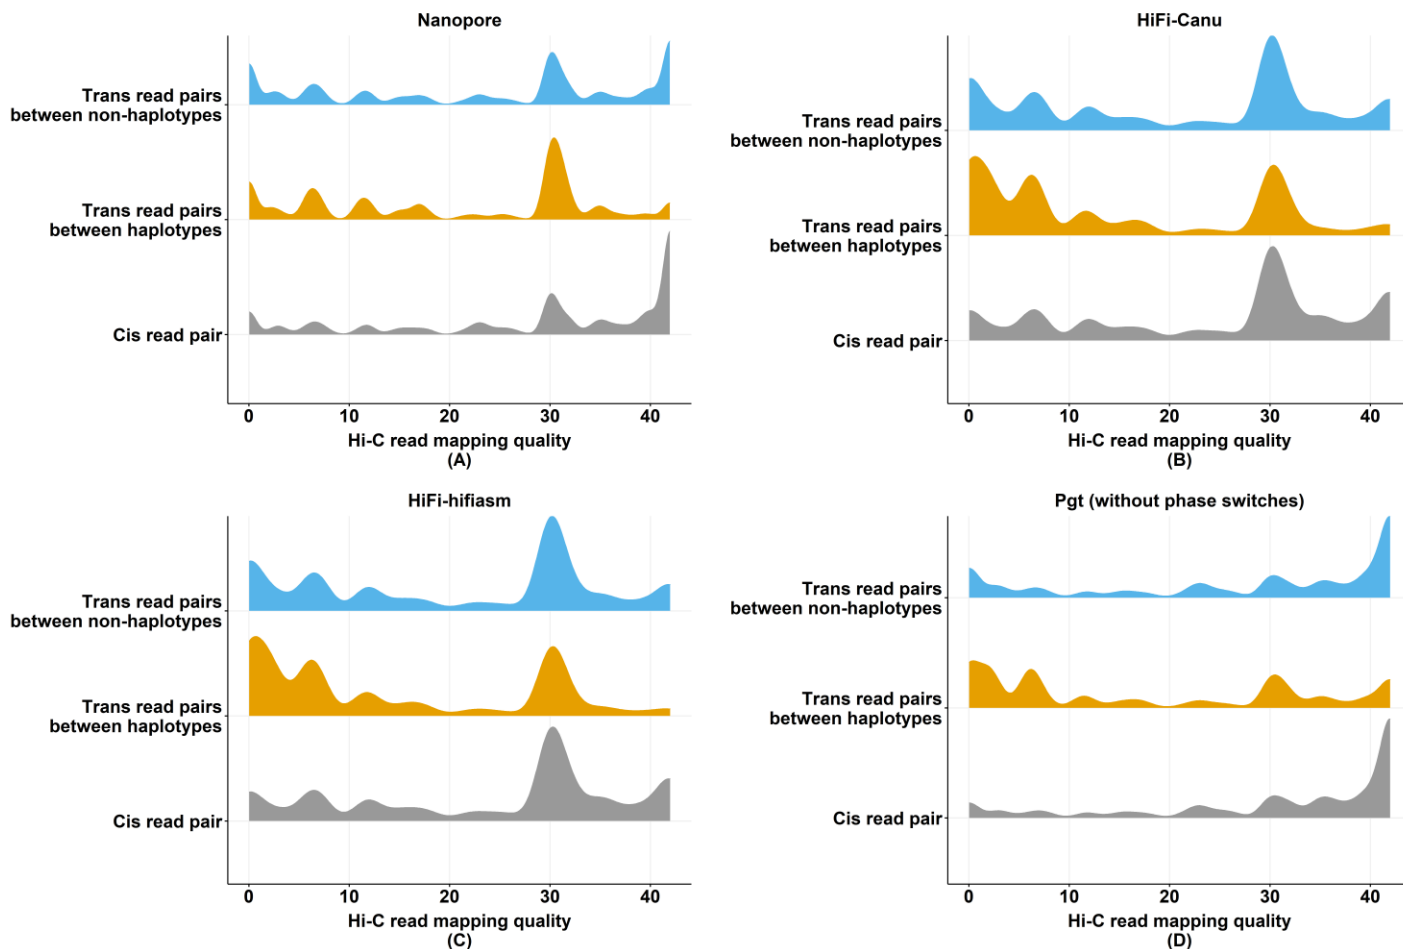 Nanopore
Trans read pairs
between non-haplotypes
Trans read pairs
between haplotypes
Cis read pair
0 10 20 30 40
Hi-C read mapping quality
(A)
HiFi-Canu
Trans read pairs
between non-haplotypes
Trans read pairs
between haplotypes
Cis read pair
0 10 20 30 40
Hi-C read mapping quality
(B)
HiFi-hifiasm
Trans read pairs
between non-haplotypes
Trans read pairs
between haplotypes
Cis read pair
0 10 20 30 40
Hi-C read mapping quality
(C)
Pgt (without phase switches)
Trans read pairs
between non-haplotypes
Trans read pairs
between haplotypes
Cis read pair
0 10 20 30 40
Hi-C read mapping quality
(D)